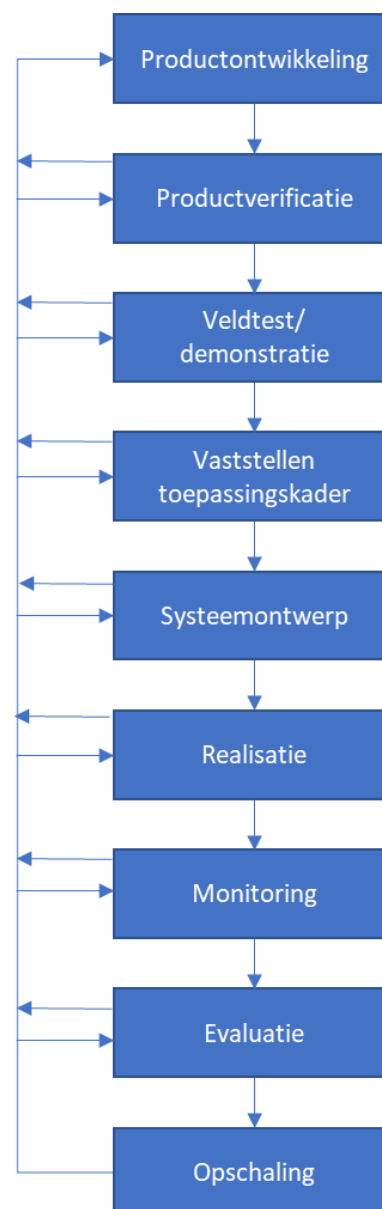 Productontwikkeling
Productverificatie
Veldtest/
demonstratie
Vaststellen
toepassingskader
Systeemontwerp
Realisatie
Monitoring
Evaluatie
Opschaling